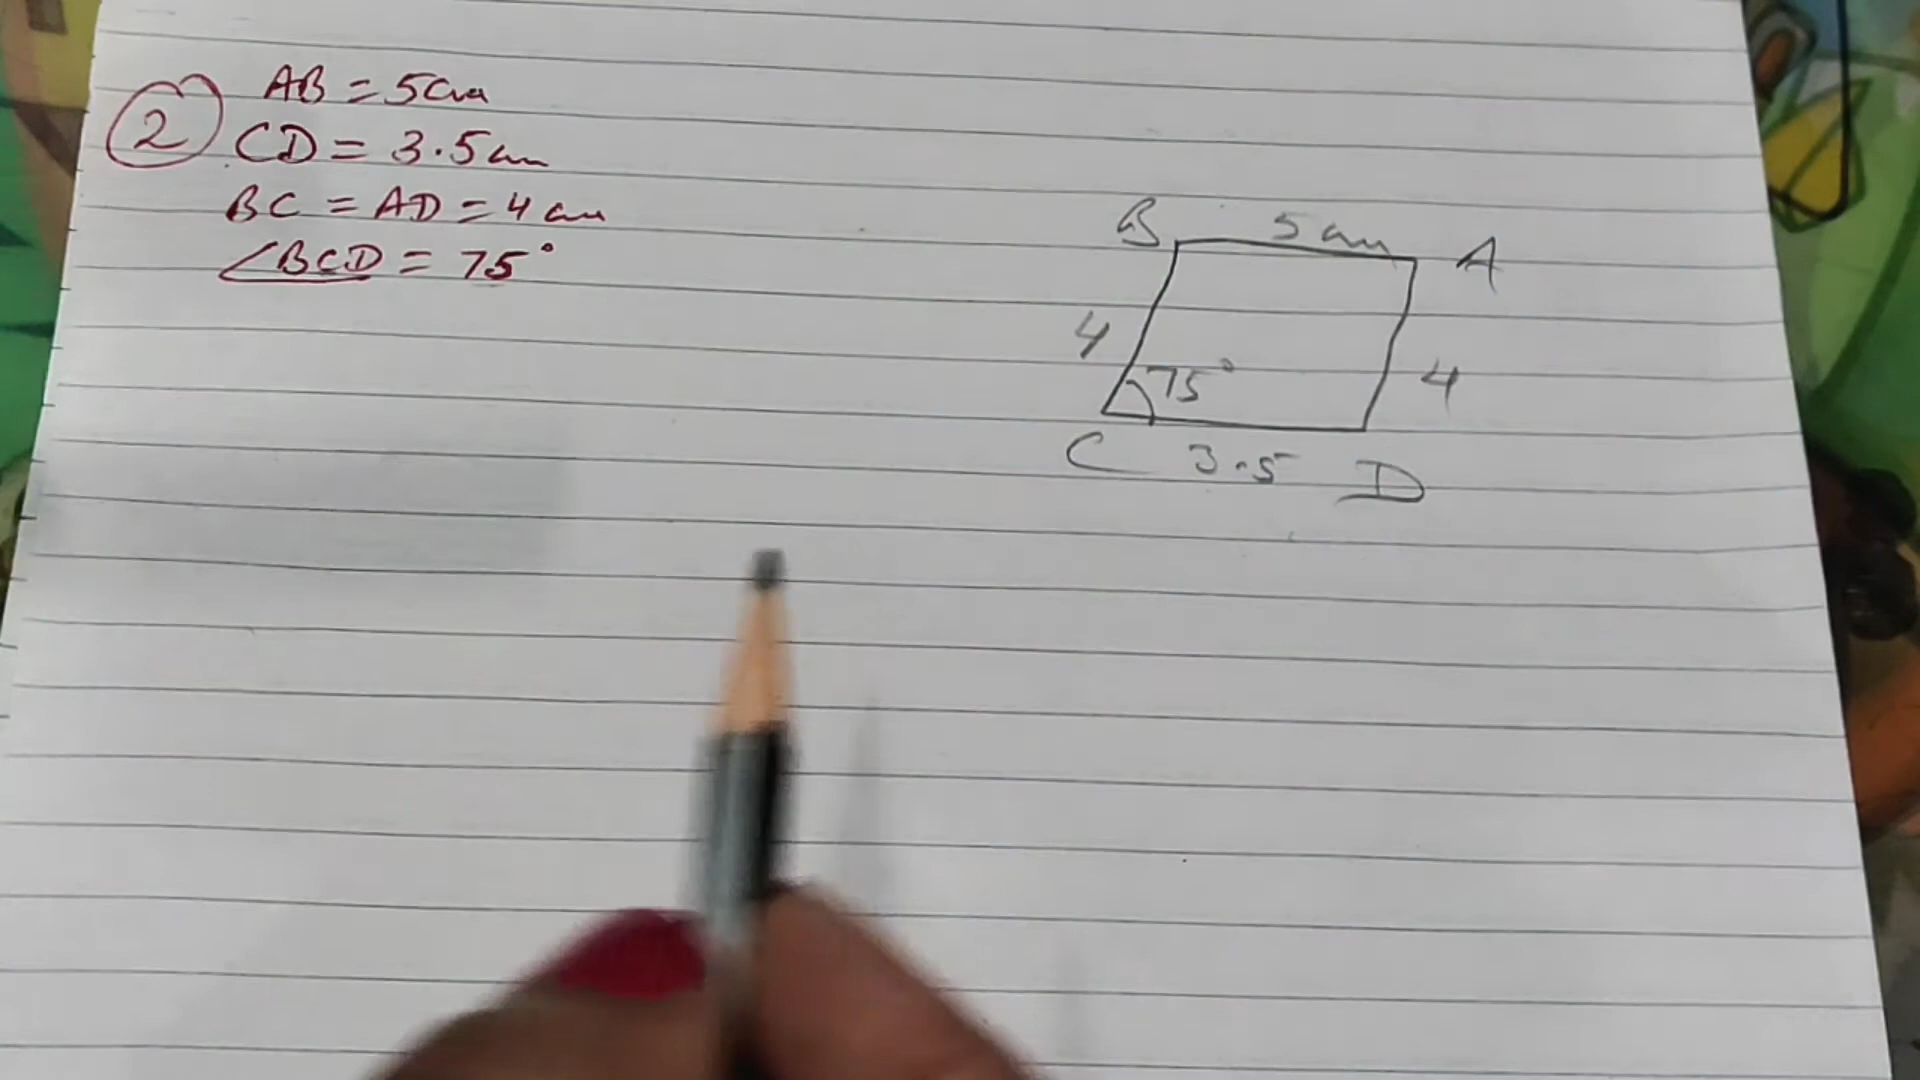 ② AB = 5cm
CD = 3.5cm
BC = AD = 4cm
∠BCD = 75°
B 5cm A
4
75°
4
C 3.5 D